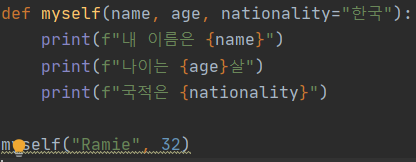 def myself(name, age, nationality="한국"):
    print(f"내 이름은 {name}")
    print(f"나이는 {age}살")
    print(f"국적은 {nationality}")
myself("Ramie", 32)